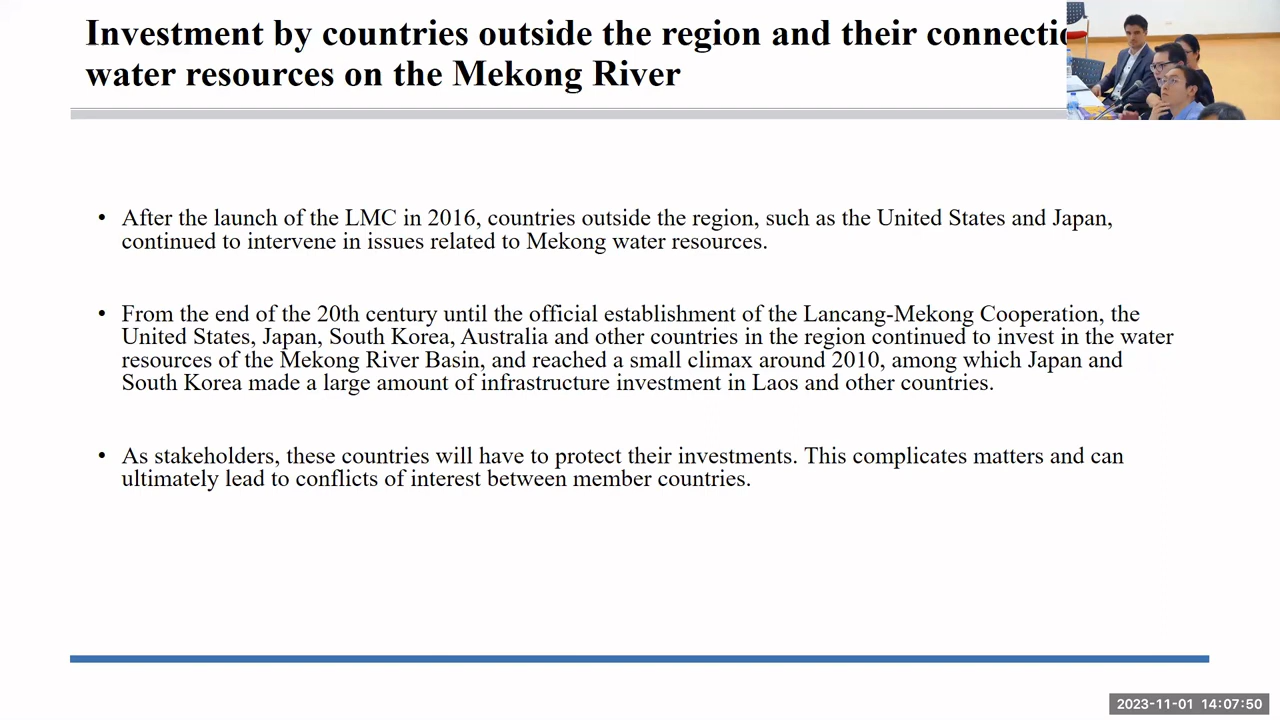 Investment by countries outside the region and their
water resources on the Mekong River
• After the launch of the LMC in 2016, countries outside the region, such as the United States and Japan,
continued to intervene in issues related to Mekong water resources.
• From the end of the 20th century until the official establishment of the Lancang-Mekong Cooperation, the
United States, Japan, South Korea, Australia and other countries in the region continued to invest in the water
resources of the Mekong River Basin, and reached a small climax around 2010, among which Japan and
South Korea made a large amount of infrastructure investment in Laos and other countries.
• As stakeholders, these countries will have to protect their investments. This complicates matters and can
ultimately lead to conflicts of interest between member countries.
2023-11-01 14:07:50